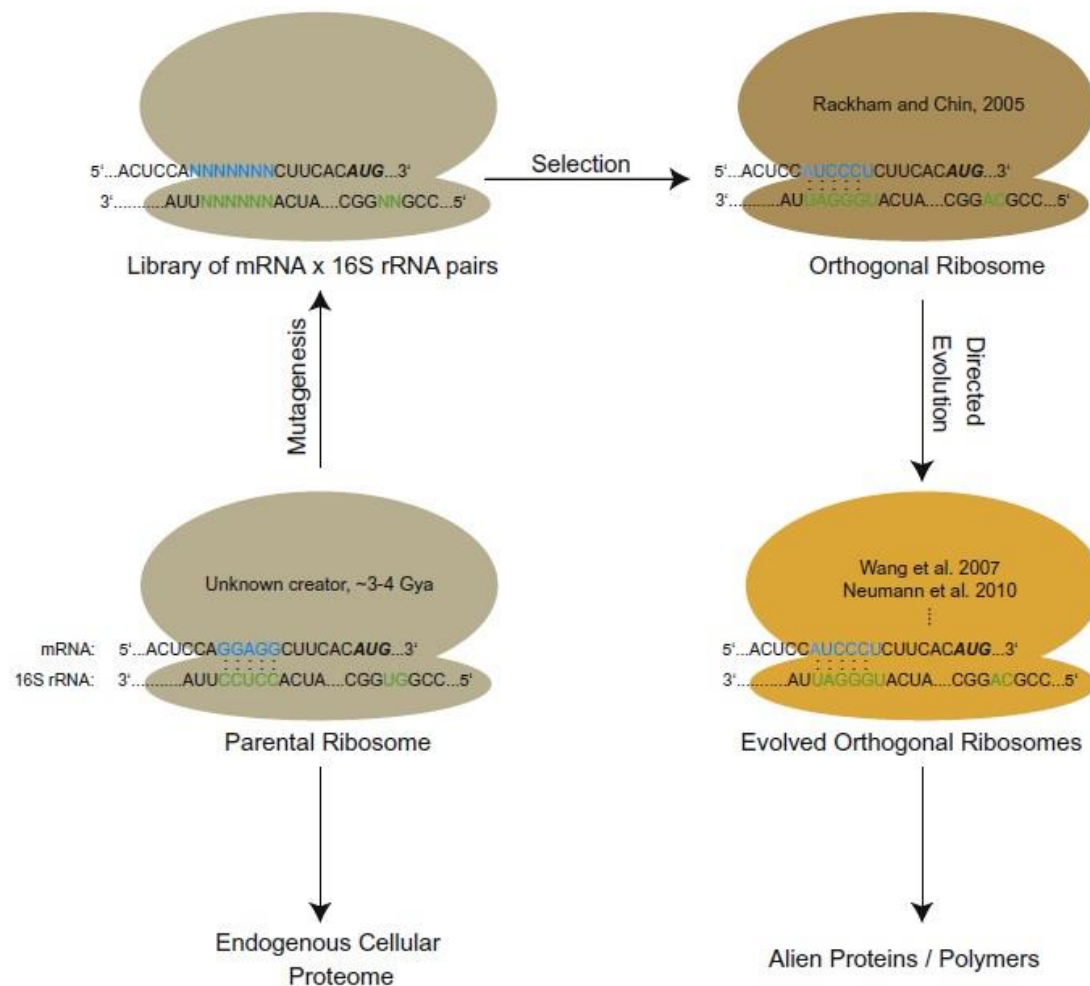 Rackham and Chin, 2005
5‘...ACUCCANNNNNNNCUUCACAUG...3‘
Selection
5‘...ACUCCAUCCCUCUUCACAUG...3‘
3‘..........AUUNNNNNNACUA....CGGNNGCC...5‘
3‘..........AUUAGGGUACUA....CGGACGCC...5‘
Library of mRNA x 16S rRNA pairs
Orthogonal Ribosome
Mutagenesis
Directed
Evolution
Unknown creator, ~3-4 Gya
Wang et al. 2007
Neumann et al. 2010
mRNA: 5‘...ACUCCAGGAGGCUUCACAUG...3‘
5‘...ACUCCAUCCCUCUUCACAUG...3‘
16S rRNA: 3‘..........AUUCCUCCACUA....CGGUGGCC...5‘
3‘..........AUUAGGGUACUA....CGGACGCC...5‘
Parental Ribosome
Evolved Orthogonal Ribosomes
Endogenous Cellular
Proteome
Alien Proteins / Polymers